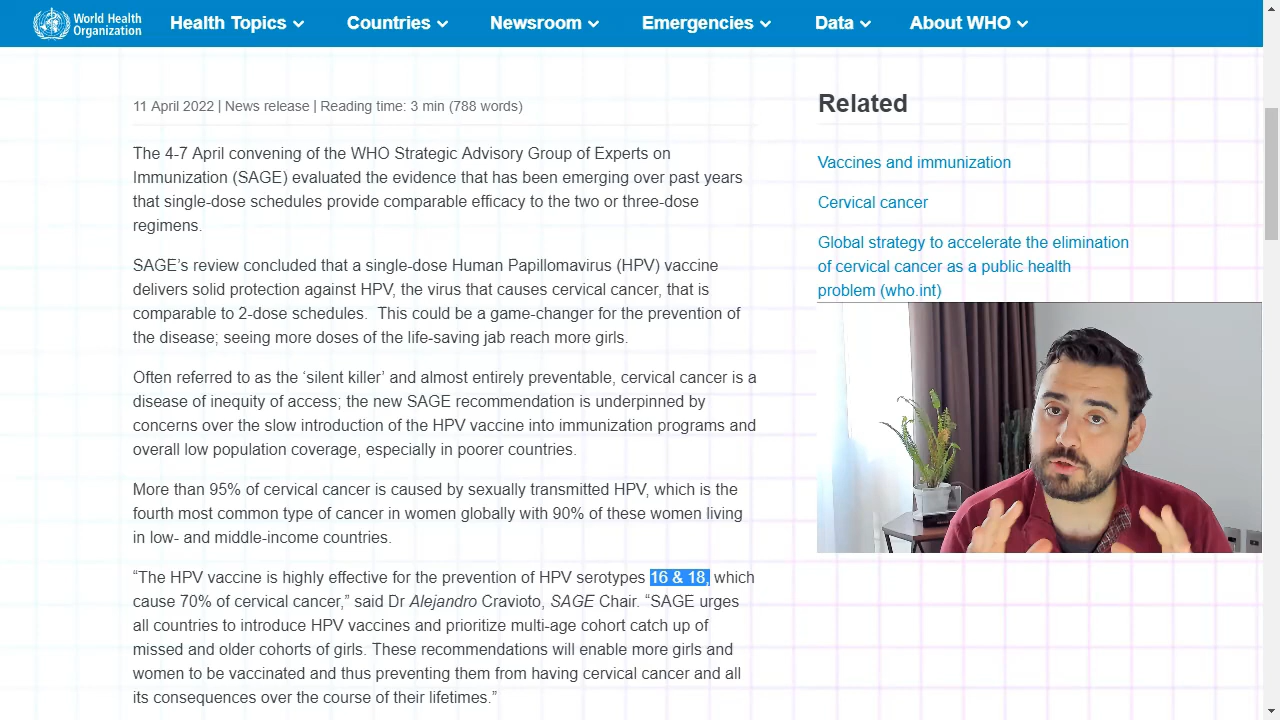 World Health
Organization
Health Topics
Countries
Newsroom
Emergencies
Data
About WHO
11 April 2022 | News release | Reading time: 3 min (788 words)
The 4-7 April convening of the WHO Strategic Advisory Group of Experts on
Immunization (SAGE) evaluated the evidence that has been emerging over past years
that single-dose schedules provide comparable efficacy to the two or three-dose
regimens.
SAGE’s review concluded that a single-dose Human Papillomavirus (HPV) vaccine
delivers solid protection against HPV, the virus that causes cervical cancer, that is
comparable to 2-dose schedules.  This could be a game-changer for the prevention of
the disease; seeing more doses of the life-saving jab reach more girls.
Often referred to as the ‘silent killer’ and almost entirely preventable, cervical cancer is a
disease of inequity of access; the new SAGE recommendation is underpinned by
concerns over the slow introduction of the HPV vaccine into immunization programs and
overall low population coverage, especially in poorer countries.
More than 95% of cervical cancer is caused by sexually transmitted HPV, which is the
fourth most common type of cancer in women globally with 90% of these women living
in low- and middle-income countries.
“The HPV vaccine is highly effective for the prevention of HPV serotypes 16 & 18, which
cause 70% of cervical cancer,” said Dr Alejandro Cravioto, SAGE Chair. “SAGE urges
all countries to introduce HPV vaccines and prioritize multi-age cohort catch up of
missed and older cohorts of girls. These recommendations will enable more girls and
women to be vaccinated and thus preventing them from having cervical cancer and all
its consequences over the course of their lifetimes.”
Related
Vaccines and immunization
Cervical cancer
Global strategy to accelerate the elimination
of cervical cancer as a public health
problem (who.int)